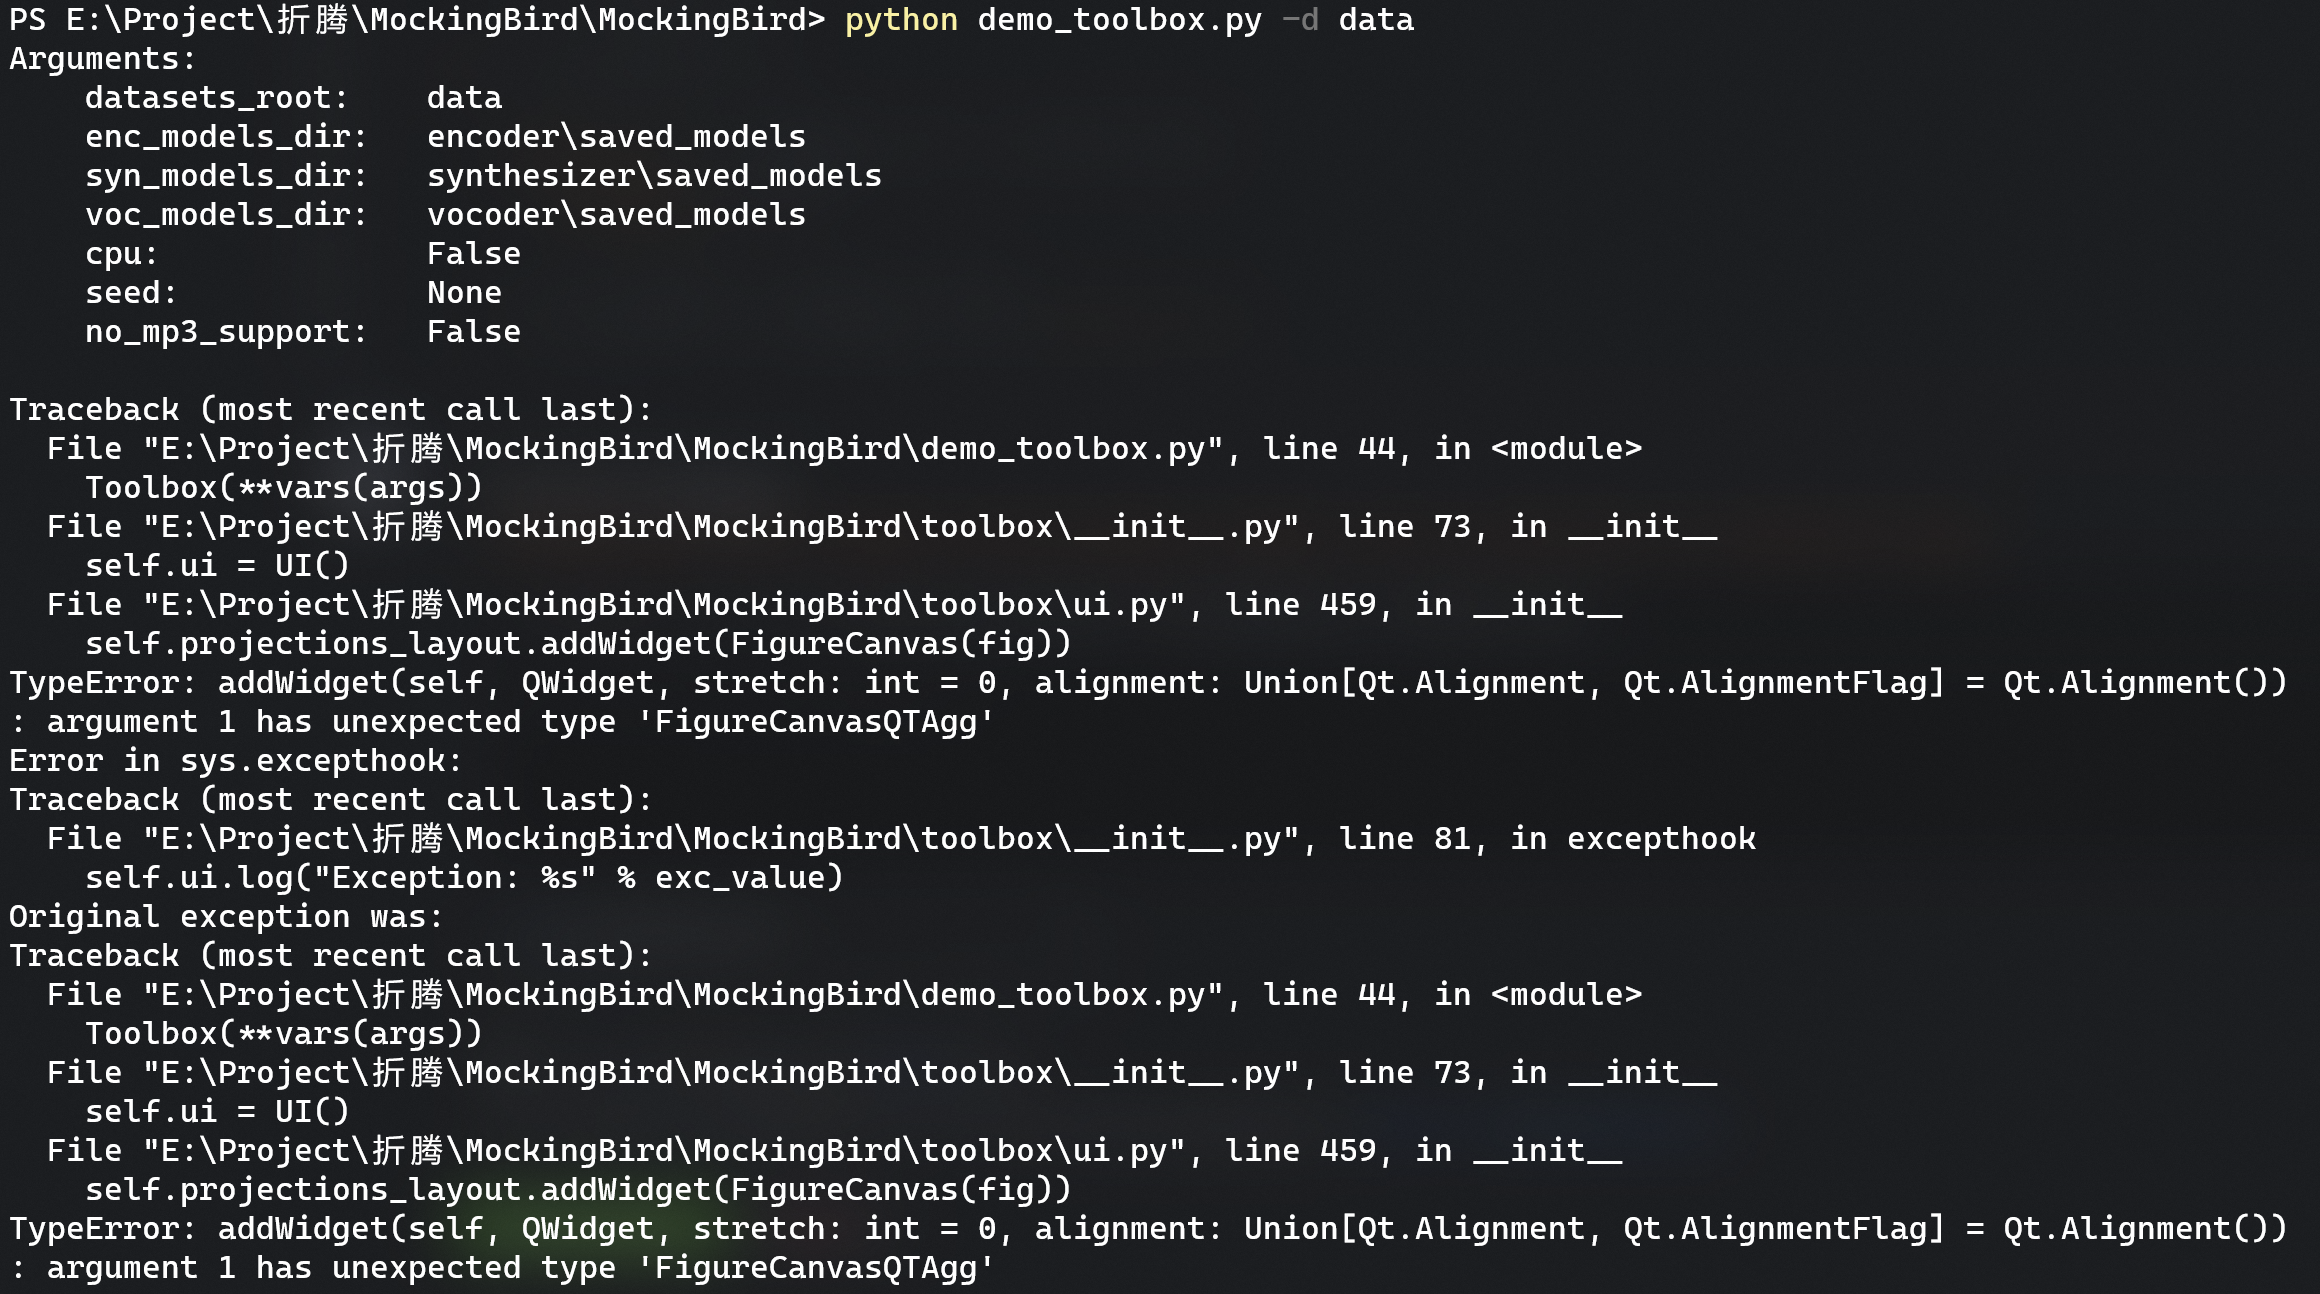 PS E:\Project\折腾\MockingBird\MockingBird> python demo_toolbox.py -d data
Arguments:
    datasets_root:    data
    enc_models_dir:   encoder\saved_models
    syn_models_dir:   synthesizer\saved_models
    voc_models_dir:   vocoder\saved_models
    cpu:              False
    seed:             None
    no_mp3_support:   False

Traceback (most recent call last):
  File "E:\Project\折腾\MockingBird\MockingBird\demo_toolbox.py", line 44, in <module>
    Toolbox(**vars(args))
  File "E:\Project\折腾\MockingBird\MockingBird\toolbox\__init__.py", line 73, in __init__
    self.ui = UI()
  File "E:\Project\折腾\MockingBird\MockingBird\toolbox\ui.py", line 459, in __init__
    self.projections_layout.addWidget(FigureCanvas(fig))
TypeError: addWidget(self, QWidget, stretch: int = 0, alignment: Union[Qt.Alignment, Qt.AlignmentFlag] = Qt.Alignment())
: argument 1 has unexpected type 'FigureCanvasQTAgg'
Error in sys.excepthook:
Traceback (most recent call last):
  File "E:\Project\折腾\MockingBird\MockingBird\toolbox\__init__.py", line 81, in excepthook
    self.ui.log("Exception: %s" % exc_value)
Original exception was:
Traceback (most recent call last):
  File "E:\Project\折腾\MockingBird\MockingBird\demo_toolbox.py", line 44, in <module>
    Toolbox(**vars(args))
  File "E:\Project\折腾\MockingBird\MockingBird\toolbox\__init__.py", line 73, in __init__
    self.ui = UI()
  File "E:\Project\折腾\MockingBird\MockingBird\toolbox\ui.py", line 459, in __init__
    self.projections_layout.addWidget(FigureCanvas(fig))
TypeError: addWidget(self, QWidget, stretch: int = 0, alignment: Union[Qt.Alignment, Qt.AlignmentFlag] = Qt.Alignment())
: argument 1 has unexpected type 'FigureCanvasQTAgg'